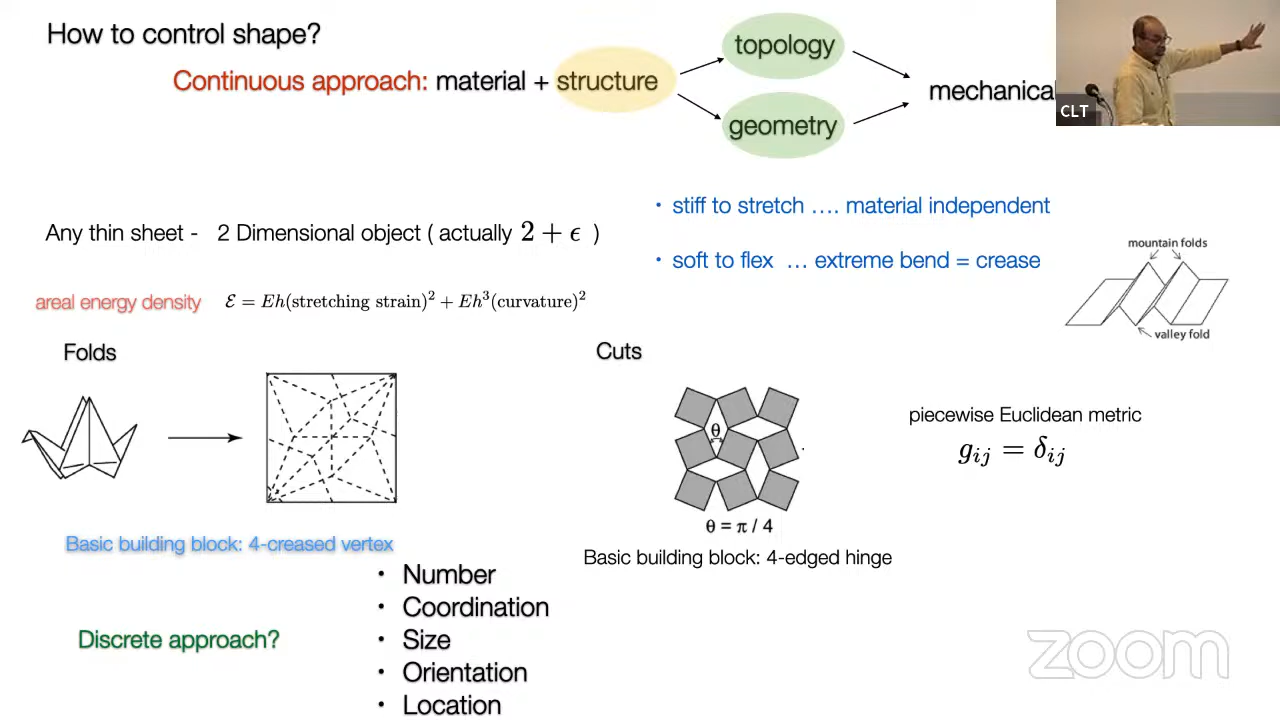 How to control shape?
Continuous approach: material + structure
topology
geometry
mechanical
CLT
Any thin sheet - 2 Dimensional object ( actually 2 + ϵ )
• stiff to stretch …. material independent
• soft to flex … extreme bend = crease
areal energy density ℰ = Eh(stretching strain)² + Eh³(curvature)²
mountain folds
valley fold
Folds
Cuts
θ
θ = π / 4
piecewise Euclidean metric
gᵢⱼ = δᵢⱼ
Basic building block: 4-creased vertex
Basic building block: 4-edged hinge
Discrete approach?
• Number
• Coordination
• Size
• Orientation
• Location
zoom